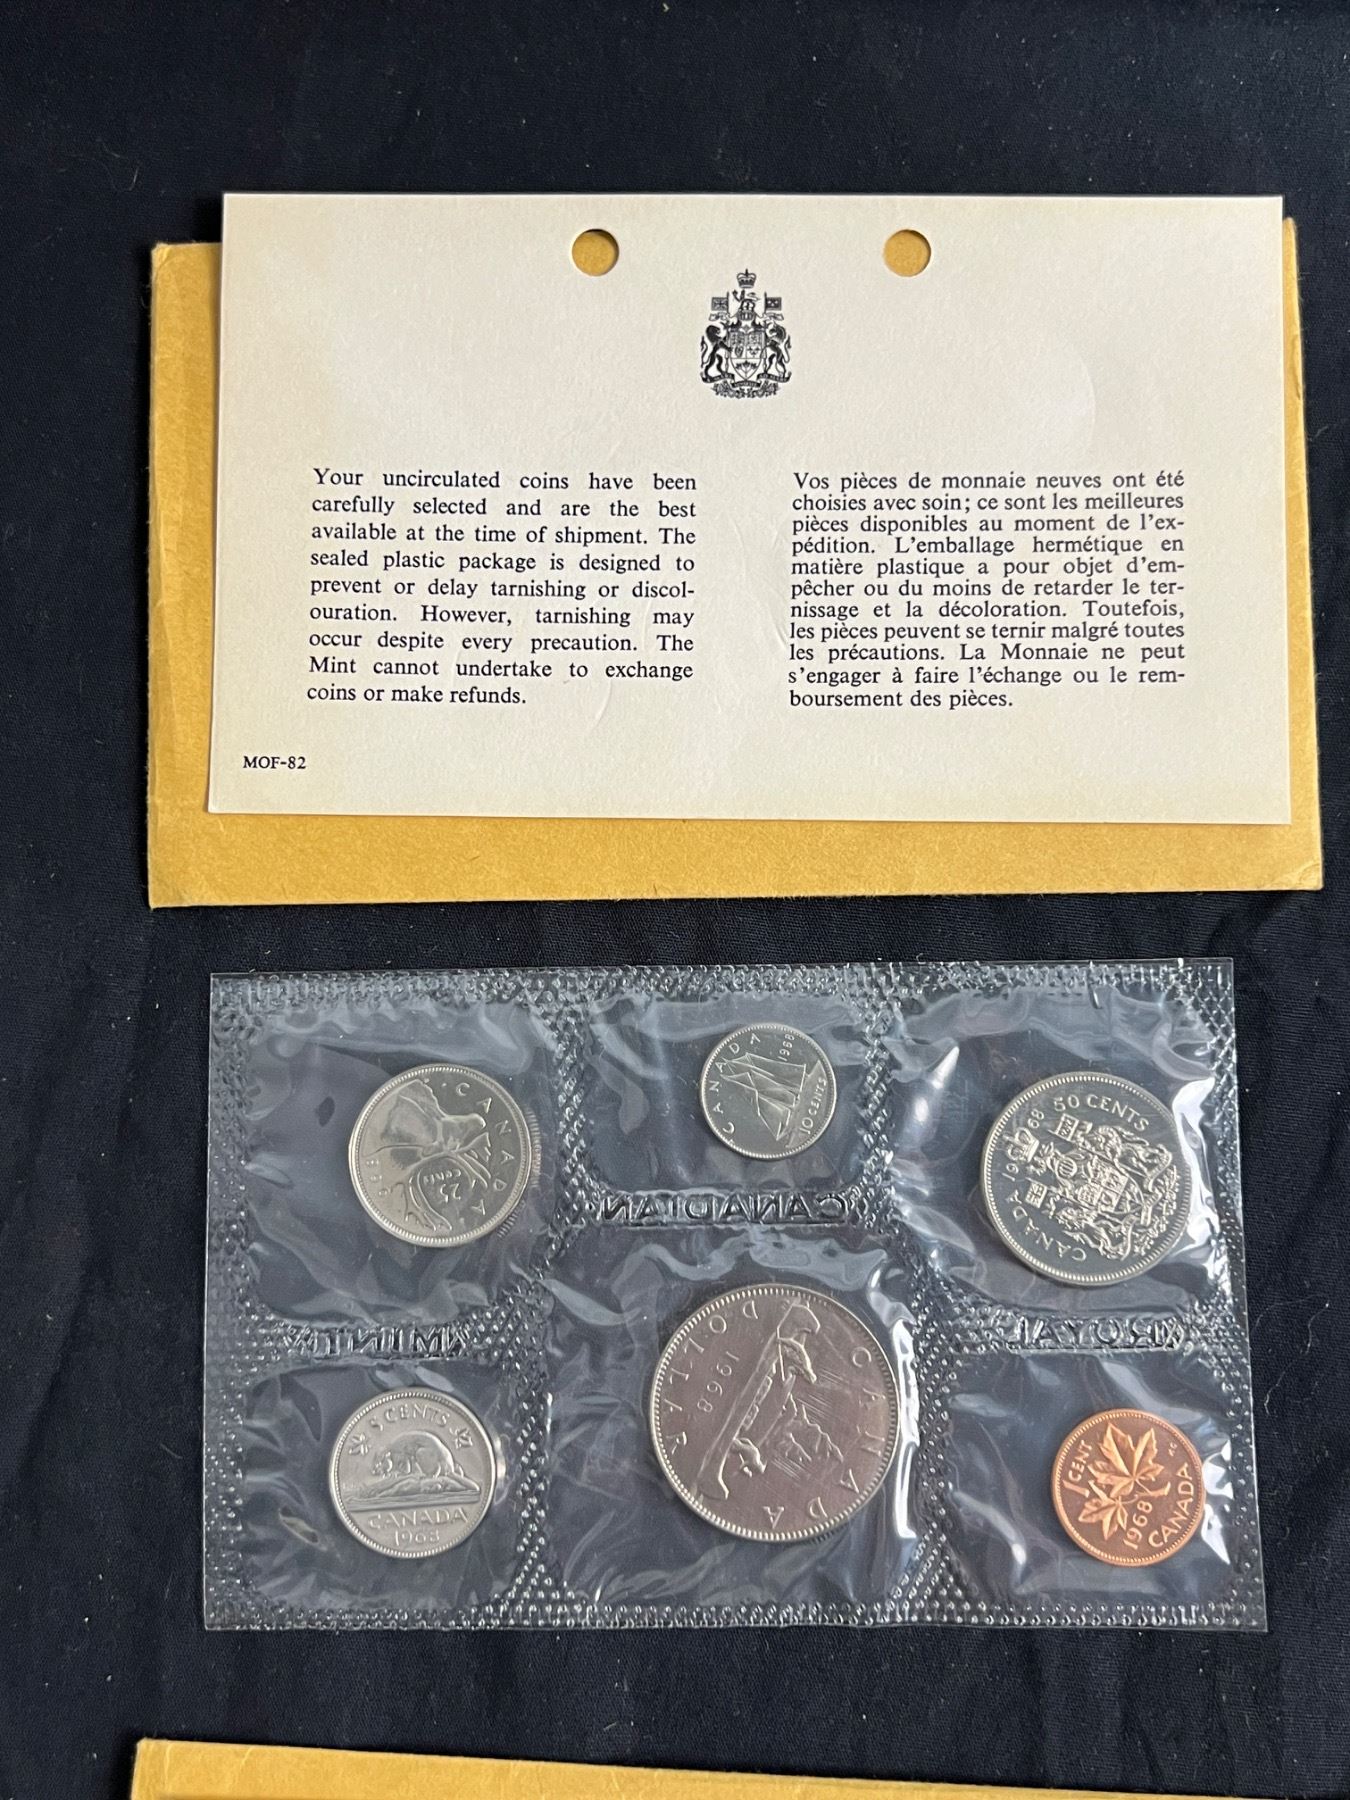 Your uncirculated coins have been
carefully selected and are the best
available at the time of shipment. The
sealed plastic package is designed to
prevent or delay tarnishing or discol-
ouration. However, tarnishing may
occur despite every precaution. The
Mint cannot undertake to exchange
coins or make refunds.
Vos pièces de monnaie neuves ont été
choisies avec soin; ce sont les meilleures
pièces disponibles au moment de l'ex-
pédition. L'emballage hermétique en
matière plastique a pour objet d'em-
pêcher ou du moins de retarder le ter-
nissage et la décoloration. Toutefois,
les pièces peuvent se ternir malgré toutes
les précautions. La Monnaie ne peut
s'engager à faire l'échange ou le rem-
boursement des pièces.
MOF-82
CANADA
25
CENTS
1968
CANADA
1968
10 CENTS
50 CENTS
CANADA 1968
CANADIAN
MINT
ROYAL
5 CENTS
CANADA
1968
CANADA
1968
DOLLAR
1 CENT
1968
CANADA